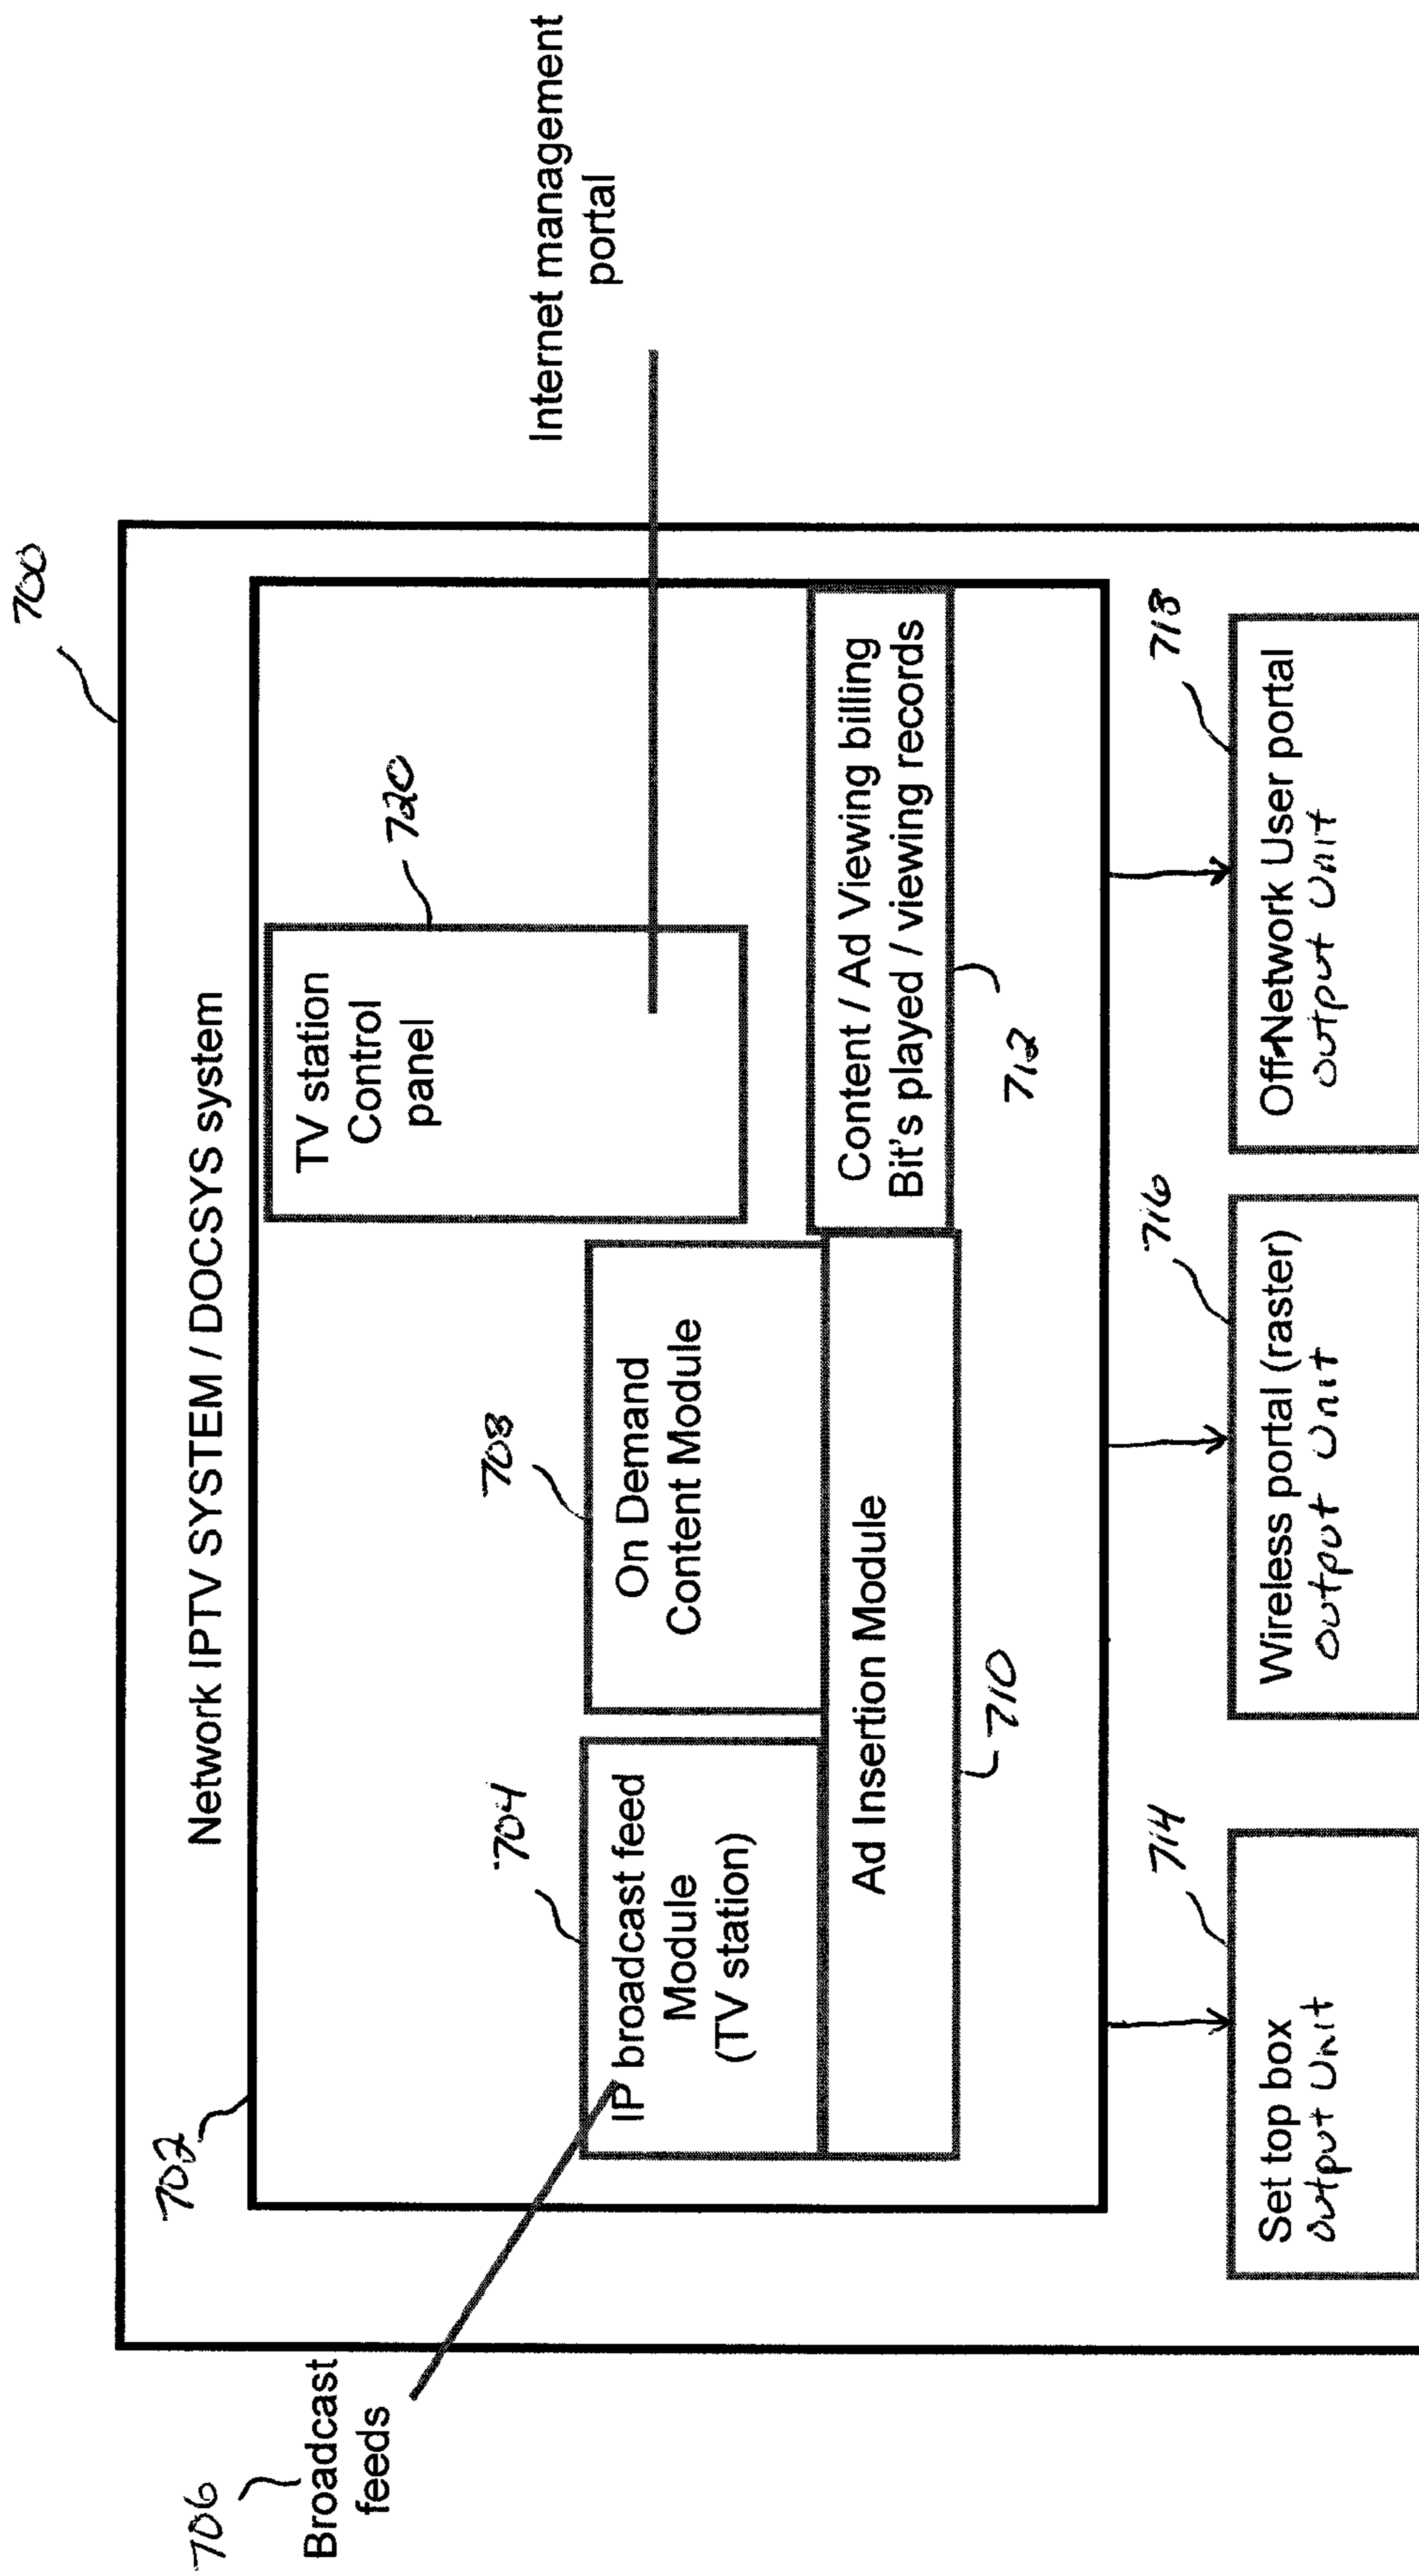 700
Network IPTV SYSTEM / DOCSYS system
702
706
Broadcast
feeds
TV station
Control
panel
720
Internet management
portal
704
IP broadcast feed
Module
(TV station)
708
On Demand
Content Module
Ad Insertion Module
710
Content / Ad Viewing billing
Bit's played / viewing records
712
714
Set top box
output Unit
716
Wireless portal (raster)
output Unit
718
Off-Network User portal
output Unit